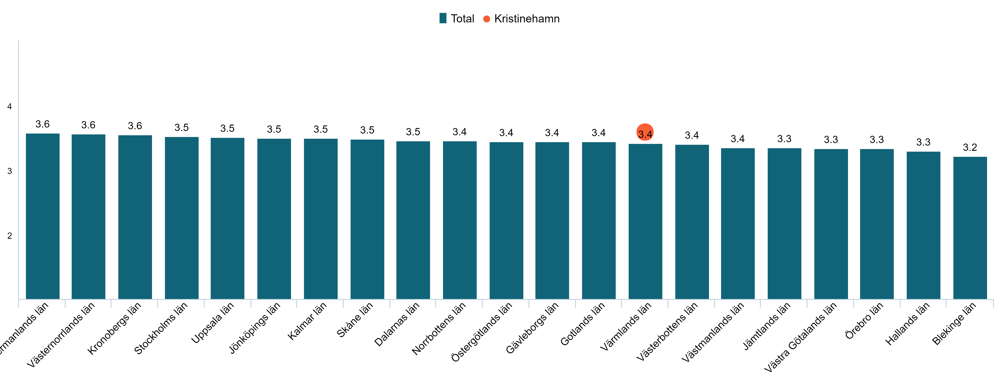 Total Kristinehamn
4
3
2
3.6 3.6 3.6 3.5 3.5 3.5 3.5 3.5 3.5 3.4 3.4 3.4 3.4 3.4 3.4 3.4 3.3 3.3 3.3 3.3 3.2
ermanlands län
Västernorrlands län
Kronobergs län
Stockholms län
Uppsala län
Jönköpings län
Kalmar län
Skåne län
Dalarnas län
Norrbottens län
Östergötlands län
Gävleborgs län
Gotlands län
Värmlands län
Västerbottens län
Västmanlands län
Jämtlands län
Västra Götalands län
Örebro län
Hallands län
Blekinge län